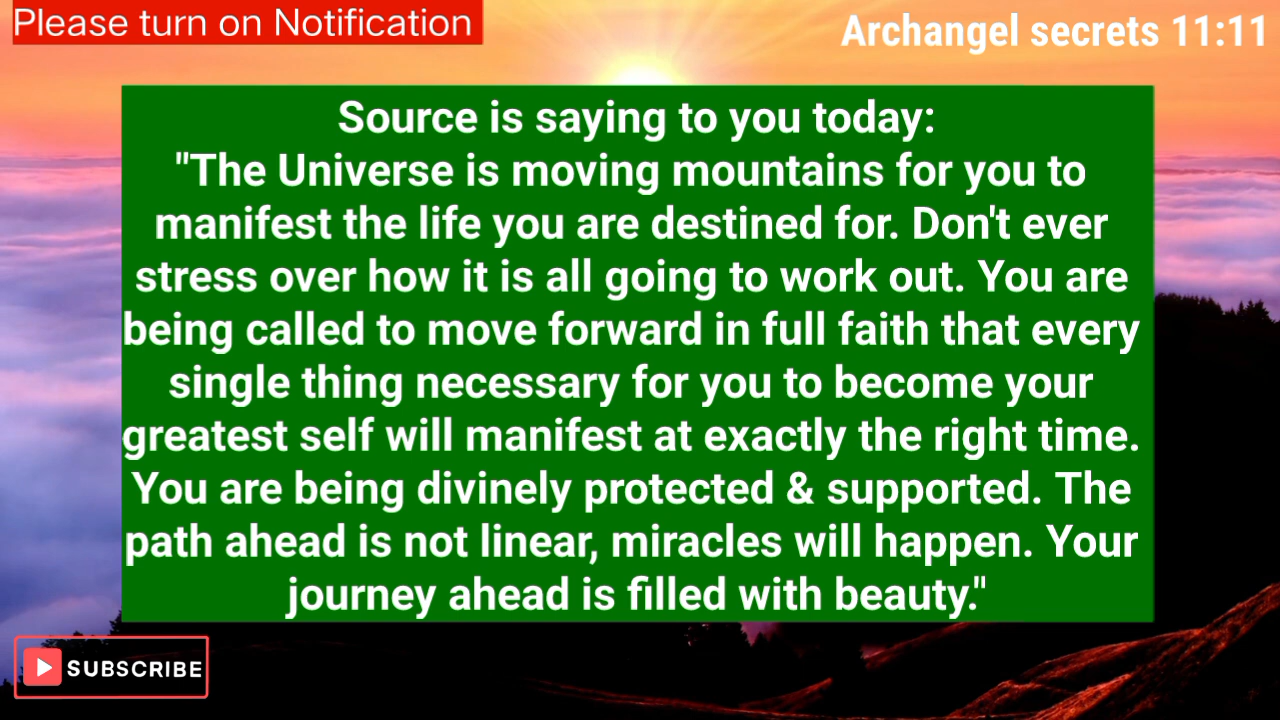 Please turn on Notification
Archangel secrets 11:11
Source is saying to you today:
"The Universe is moving mountains for you to
manifest the life you are destined for. Don't ever
stress over how it is all going to work out. You are
being called to move forward in full faith that every
single thing necessary for you to become your
greatest self will manifest at exactly the right time.
You are being divinely protected & supported. The
path ahead is not linear, miracles will happen. Your
journey ahead is filled with beauty."
SUBSCRIBE